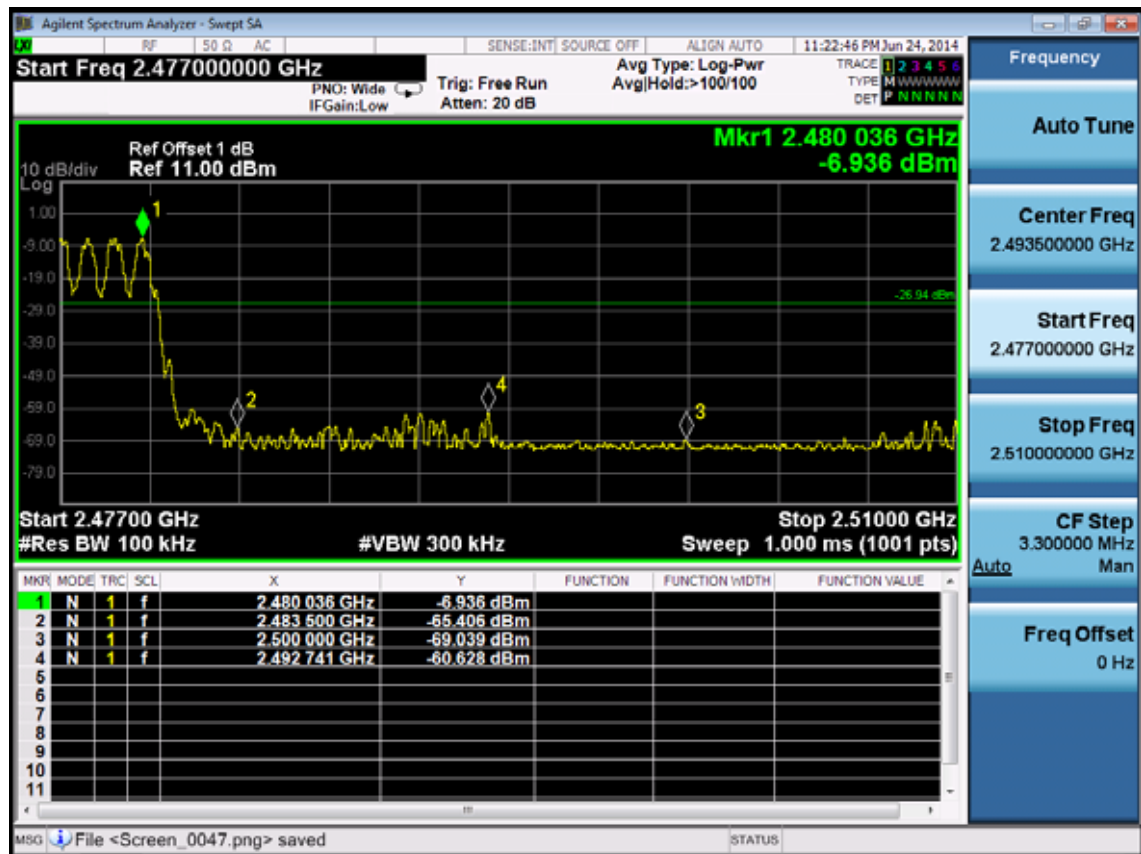 Agilent Spectrum Analyzer - Swept SA
RF 50 Ω AC SENSE:INT SOURCE OFF ALIGN AUTO 11:22:46 PM Jun 24, 2014
Start Freq 2.477000000 GHz
PNO: Wide
IFGain:Low
Trig: Free Run
Atten: 20 dB
Avg Type: Log-Pwr
Avg|Hold:>100/100
TRACE 1 2 3 4 5 6
TYPE M WWWWW
DET P N N N N N
Mkr1 2.480 036 GHz
-6.936 dBm
Ref Offset 1 dB
10 dB/div Ref 11.00 dBm
Log
1.00
-9.00
-19.0
-29.0
-39.0
-49.0
-59.0
-69.0
-79.0
-26.94 dBm
1
2
4
3
Start 2.47700 GHz Stop 2.51000 GHz
#Res BW 100 kHz #VBW 300 kHz Sweep 1.000 ms (1001 pts)
MKR MODE TRC SCL X Y FUNCTION FUNCTION WIDTH FUNCTION VALUE
1 N 1 f 2.480 036 GHz -6.936 dBm
2 N 1 f 2.483 500 GHz -65.406 dBm
3 N 1 f 2.500 000 GHz -69.039 dBm
4 N 1 f 2.492 741 GHz -60.628 dBm
5
6
7
8
9
10
11
MSG File <Screen_0047.png> saved STATUS
Frequency
Auto Tune
Center Freq
2.493500000 GHz
Start Freq
2.477000000 GHz
Stop Freq
2.510000000 GHz
CF Step
3.300000 MHz
Auto Man
Freq Offset
0 Hz